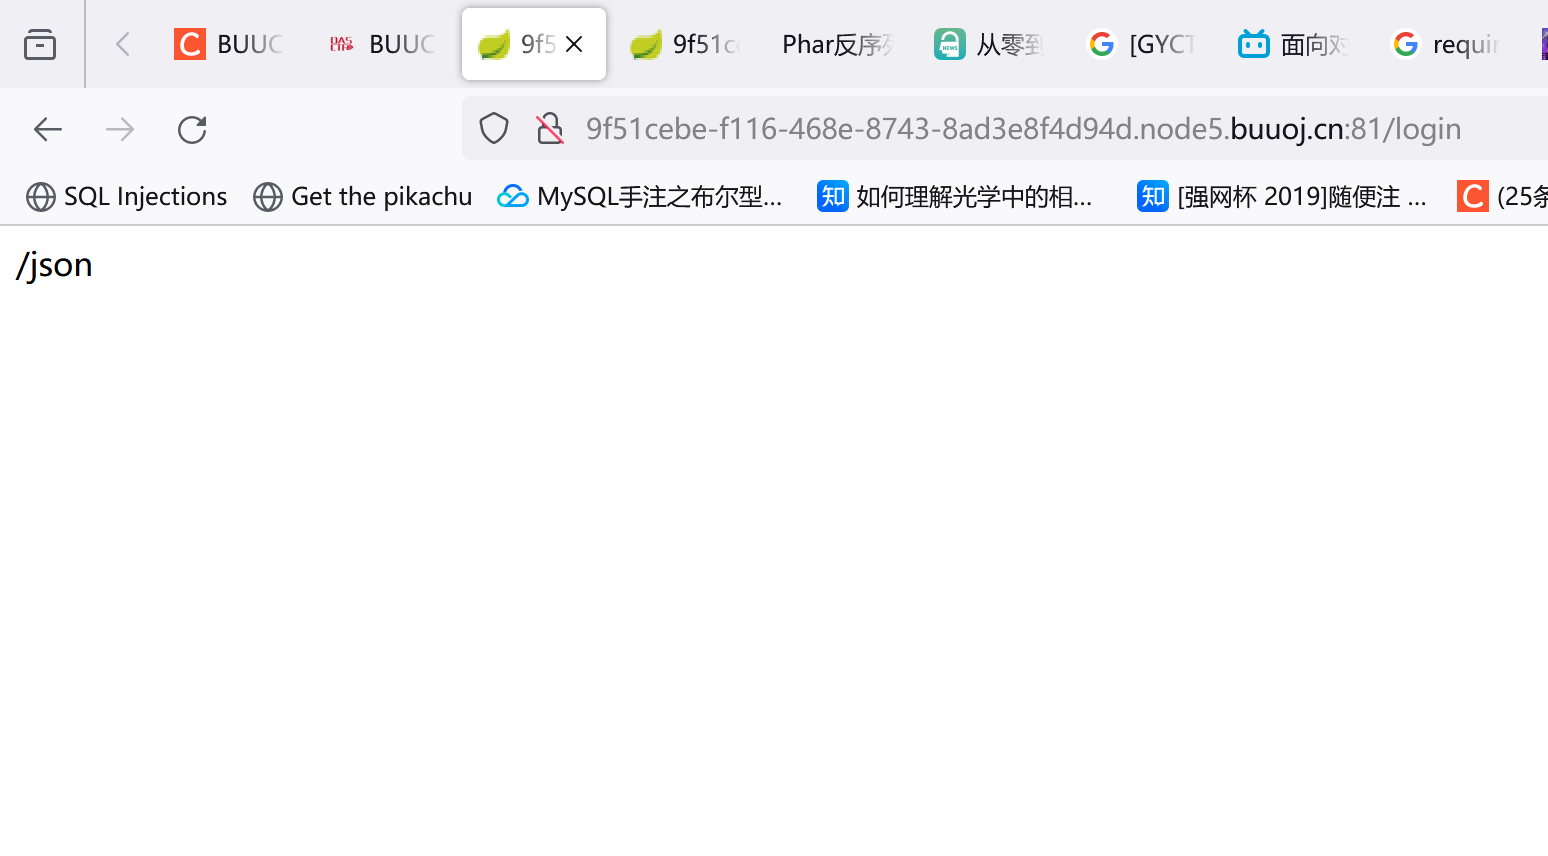 BUUC
BUUC
9f5
9f51c
Phar反序列
从零到
[GYCT
面向对
requir
9f51cebe-f116-468e-8743-8ad3e8f4d94d.node5.buuoj.cn:81/login
SQL Injections
Get the pikachu
MySQL手注之布尔型...
如何理解光学中的相...
[强网杯 2019]随便注 ...
(25条
/json